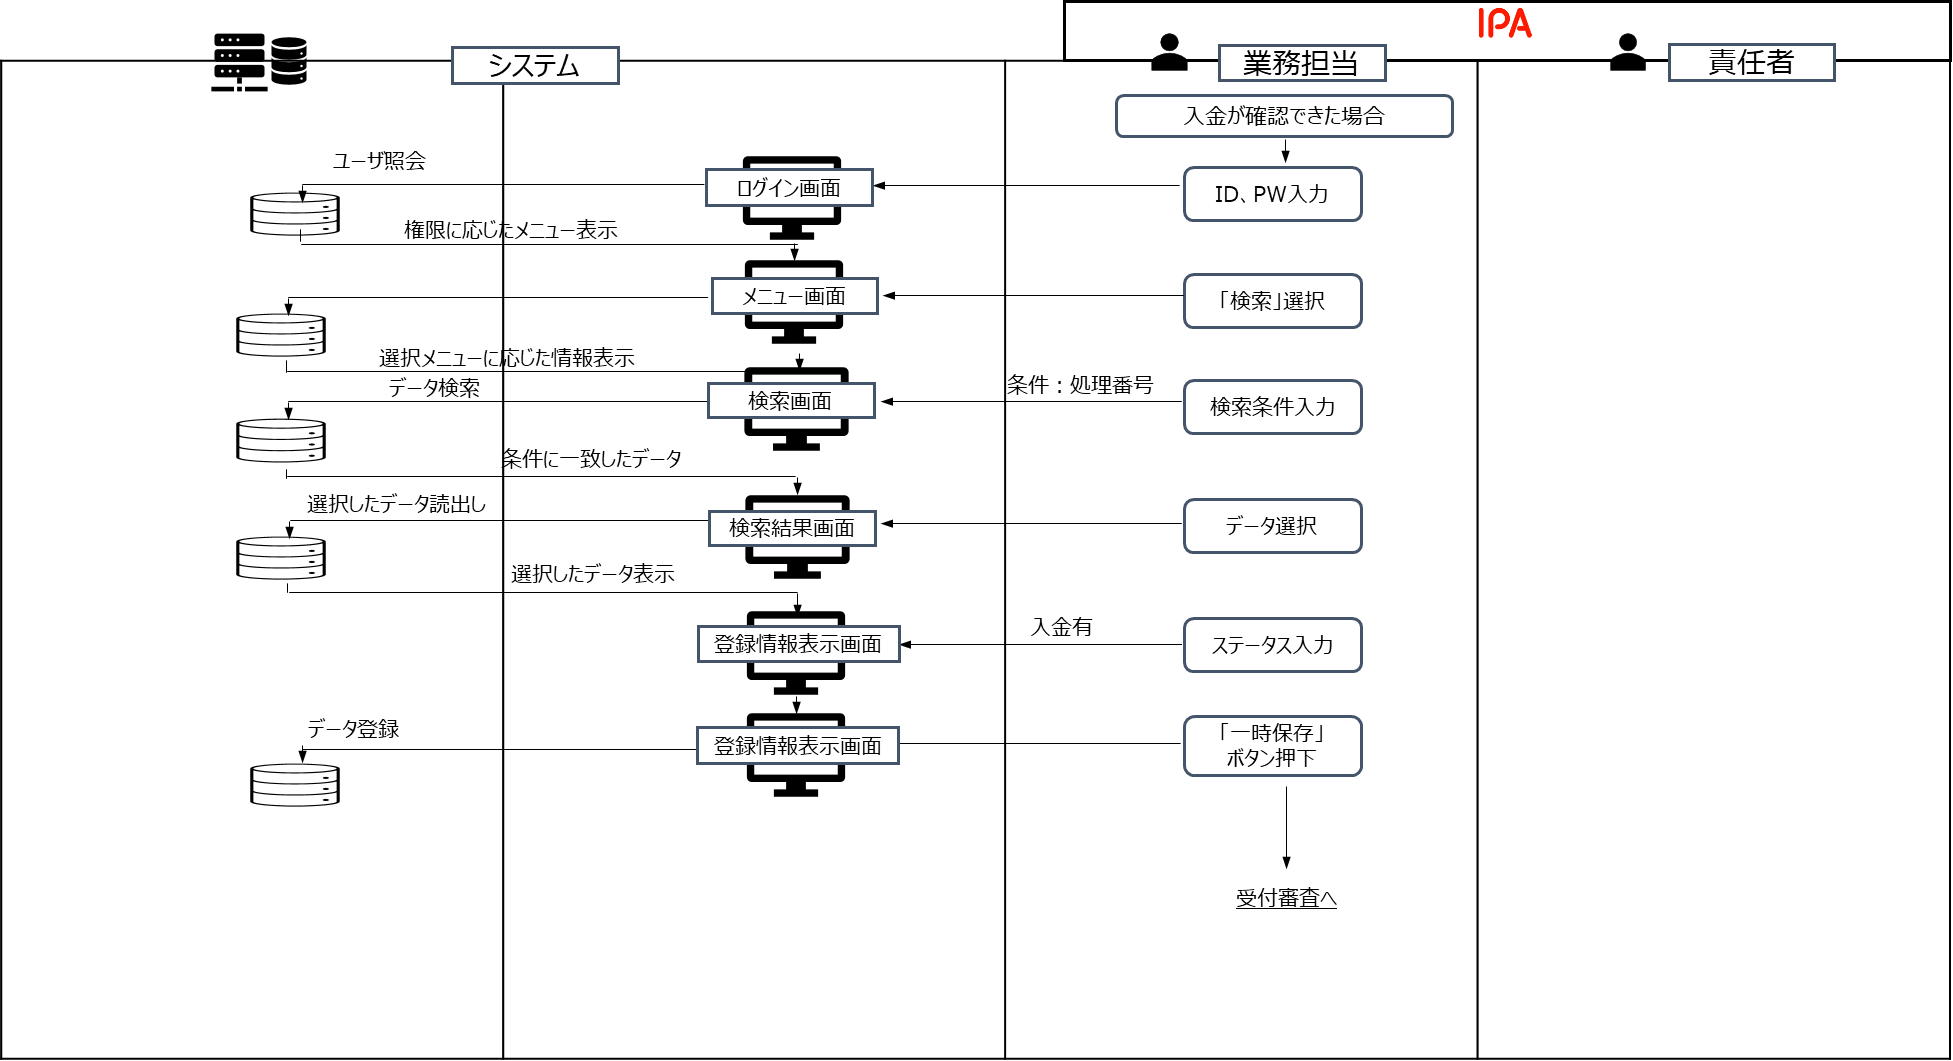 IPA
システム
業務担当
責任者
入金が確認できた場合
ユーザ照会
ログイン画面
ID、PW入力
権限に応じたメニュー表示
メニュー画面
「検索」選択
選択メニューに応じた情報表示
データ検索
検索画面
条件：処理番号
検索条件入力
条件に一致したデータ
選択したデータ読出し
検索結果画面
データ選択
選択したデータ表示
登録情報表示画面
入金有
ステータス入力
データ登録
登録情報表示画面
「一時保存」
ボタン押下
受付審査へ